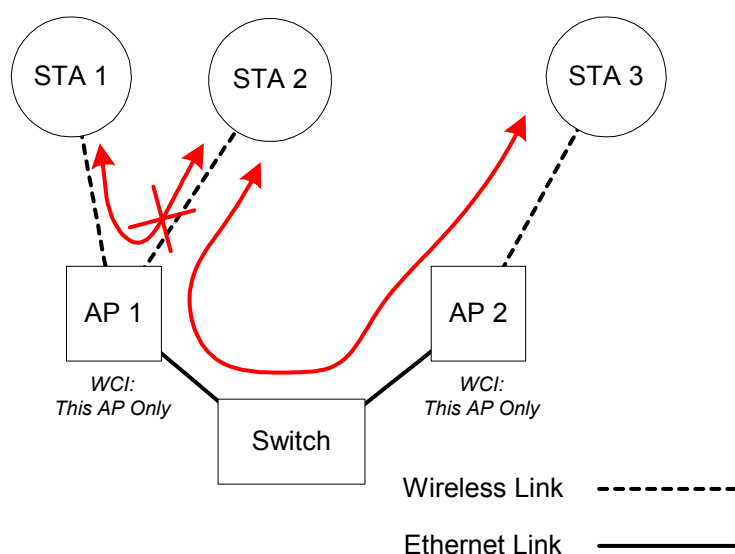 STA 1
STA 2
STA 3
AP 1
AP 2
WCI:
This AP Only
WCI:
This AP Only
Switch
Wireless Link
Ethernet Link